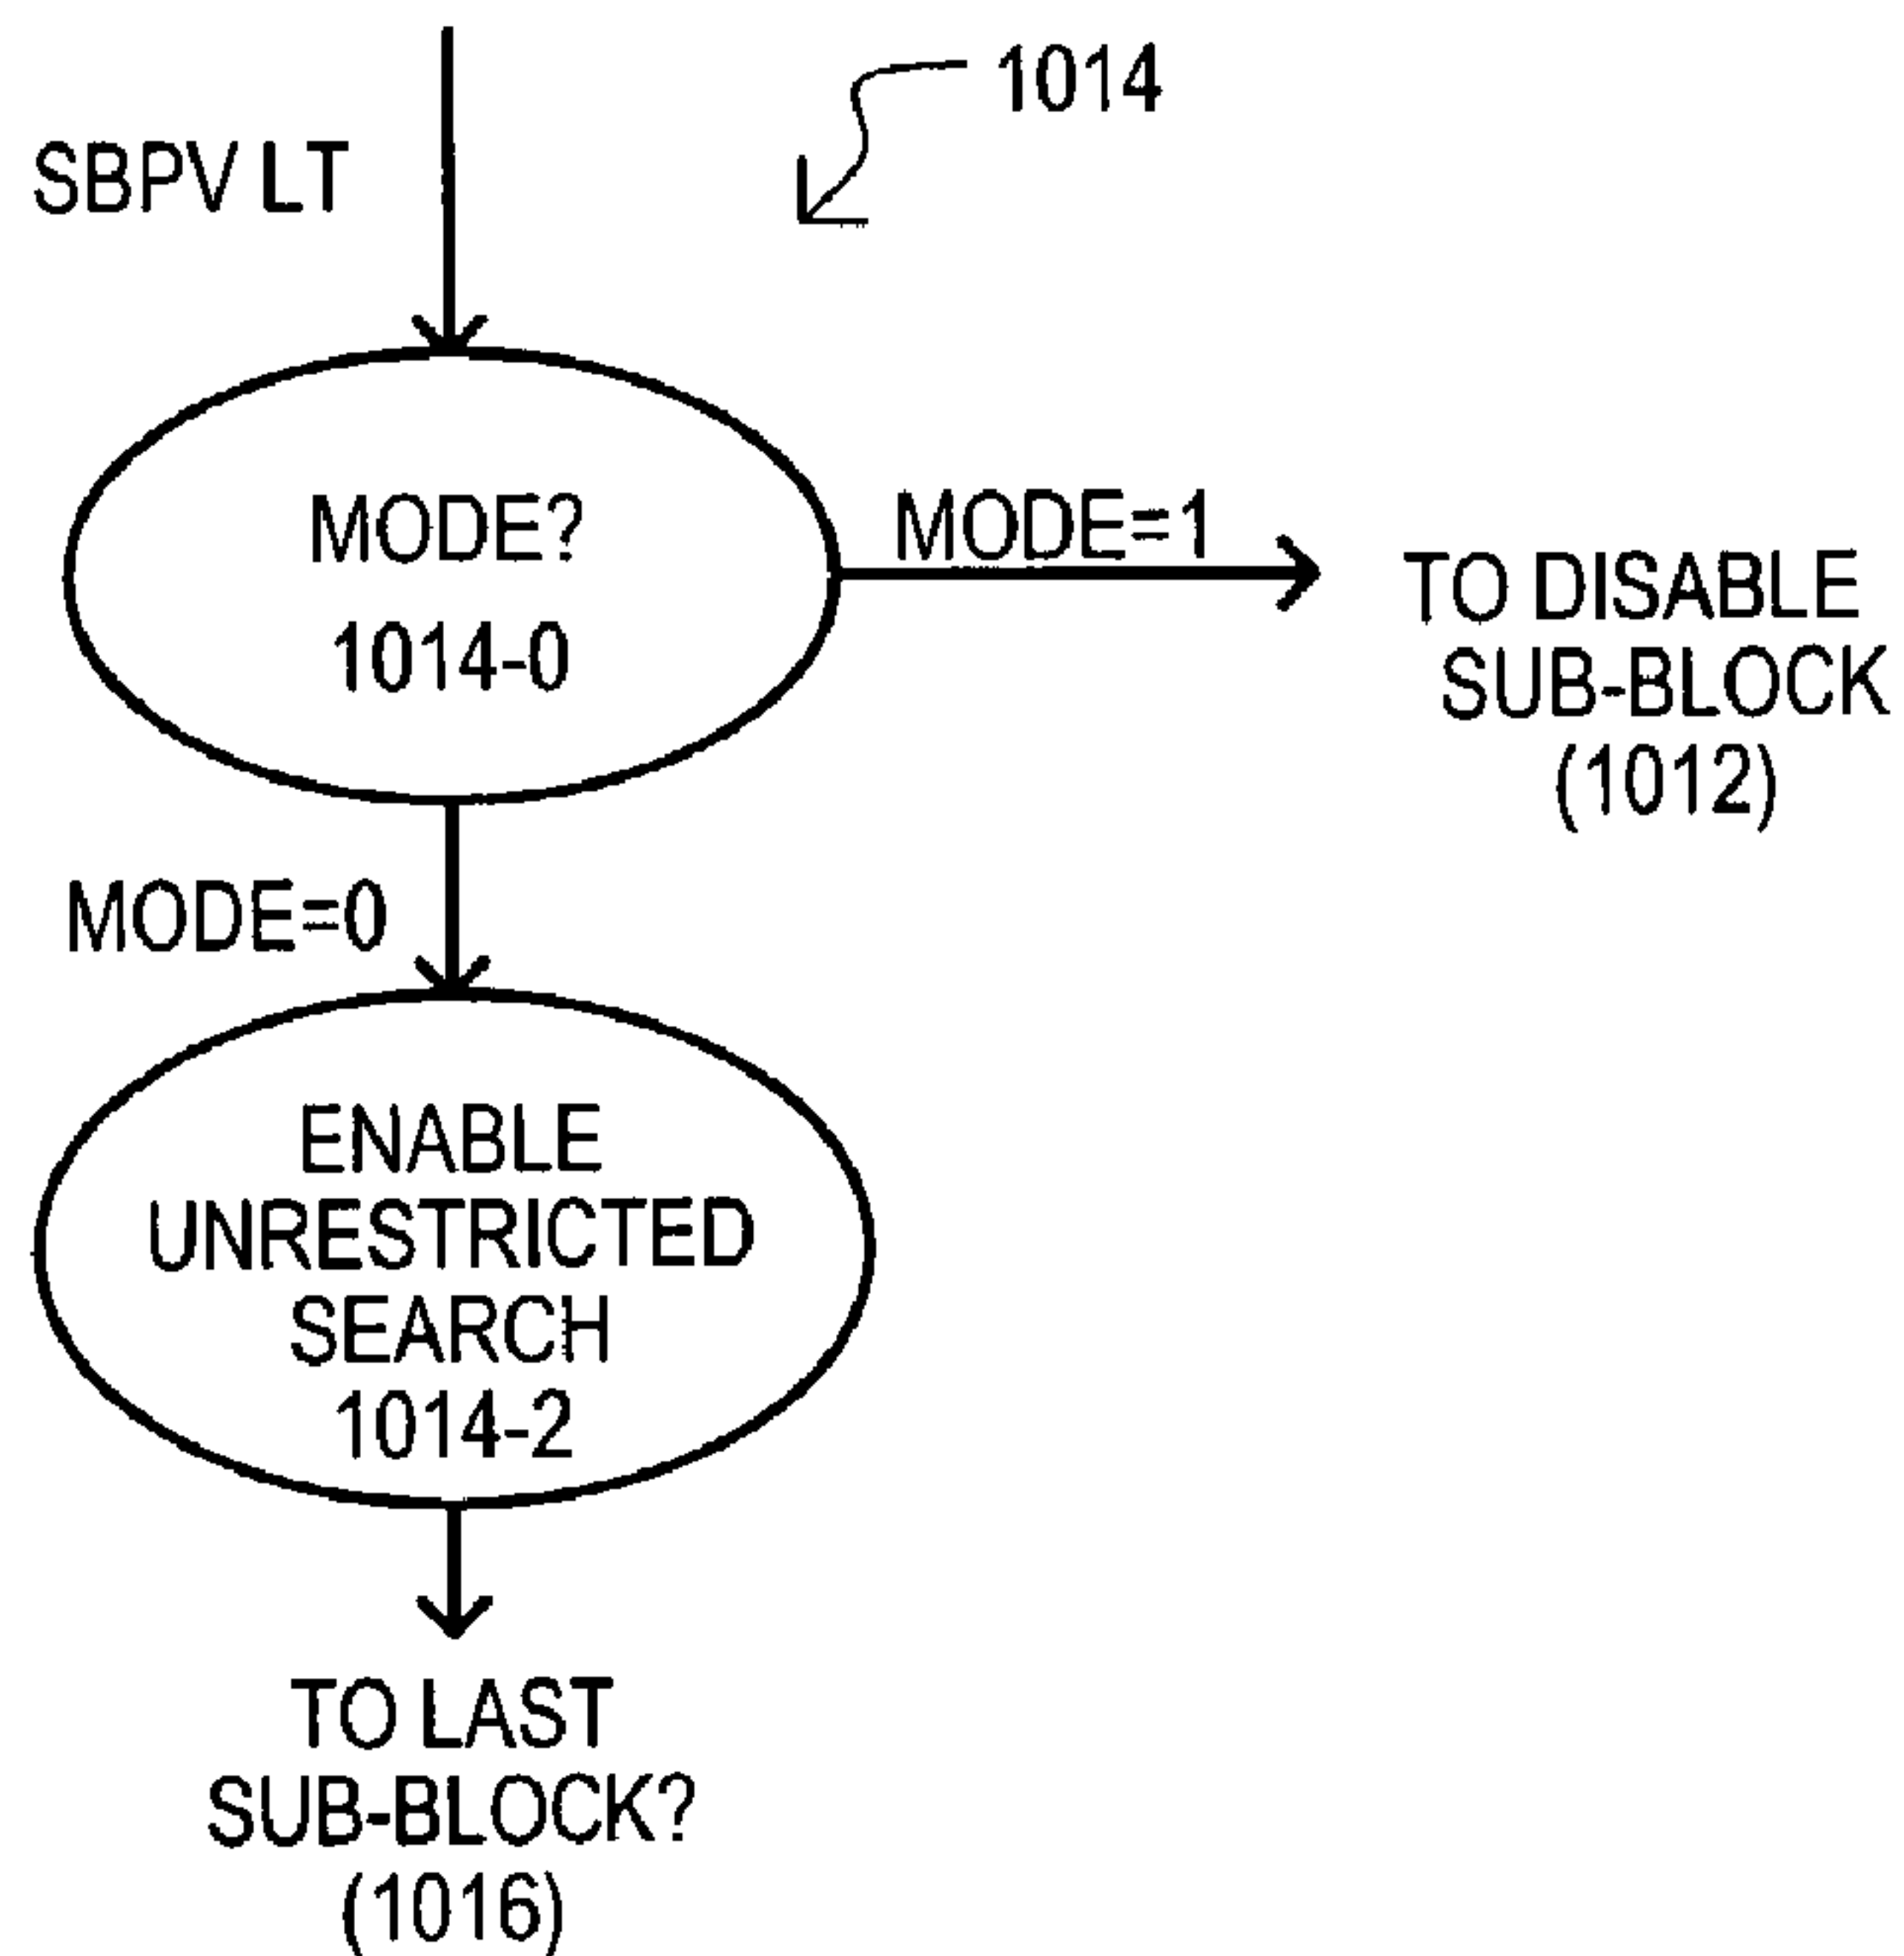 1014
SBPV LT
MODE?
1014-0
MODE=1
TO DISABLE
SUB-BLOCK
(1012)
MODE=0
ENABLE
UNRESTRICTED
SEARCH
1014-2
TO LAST
SUB-BLOCK?
(1016)